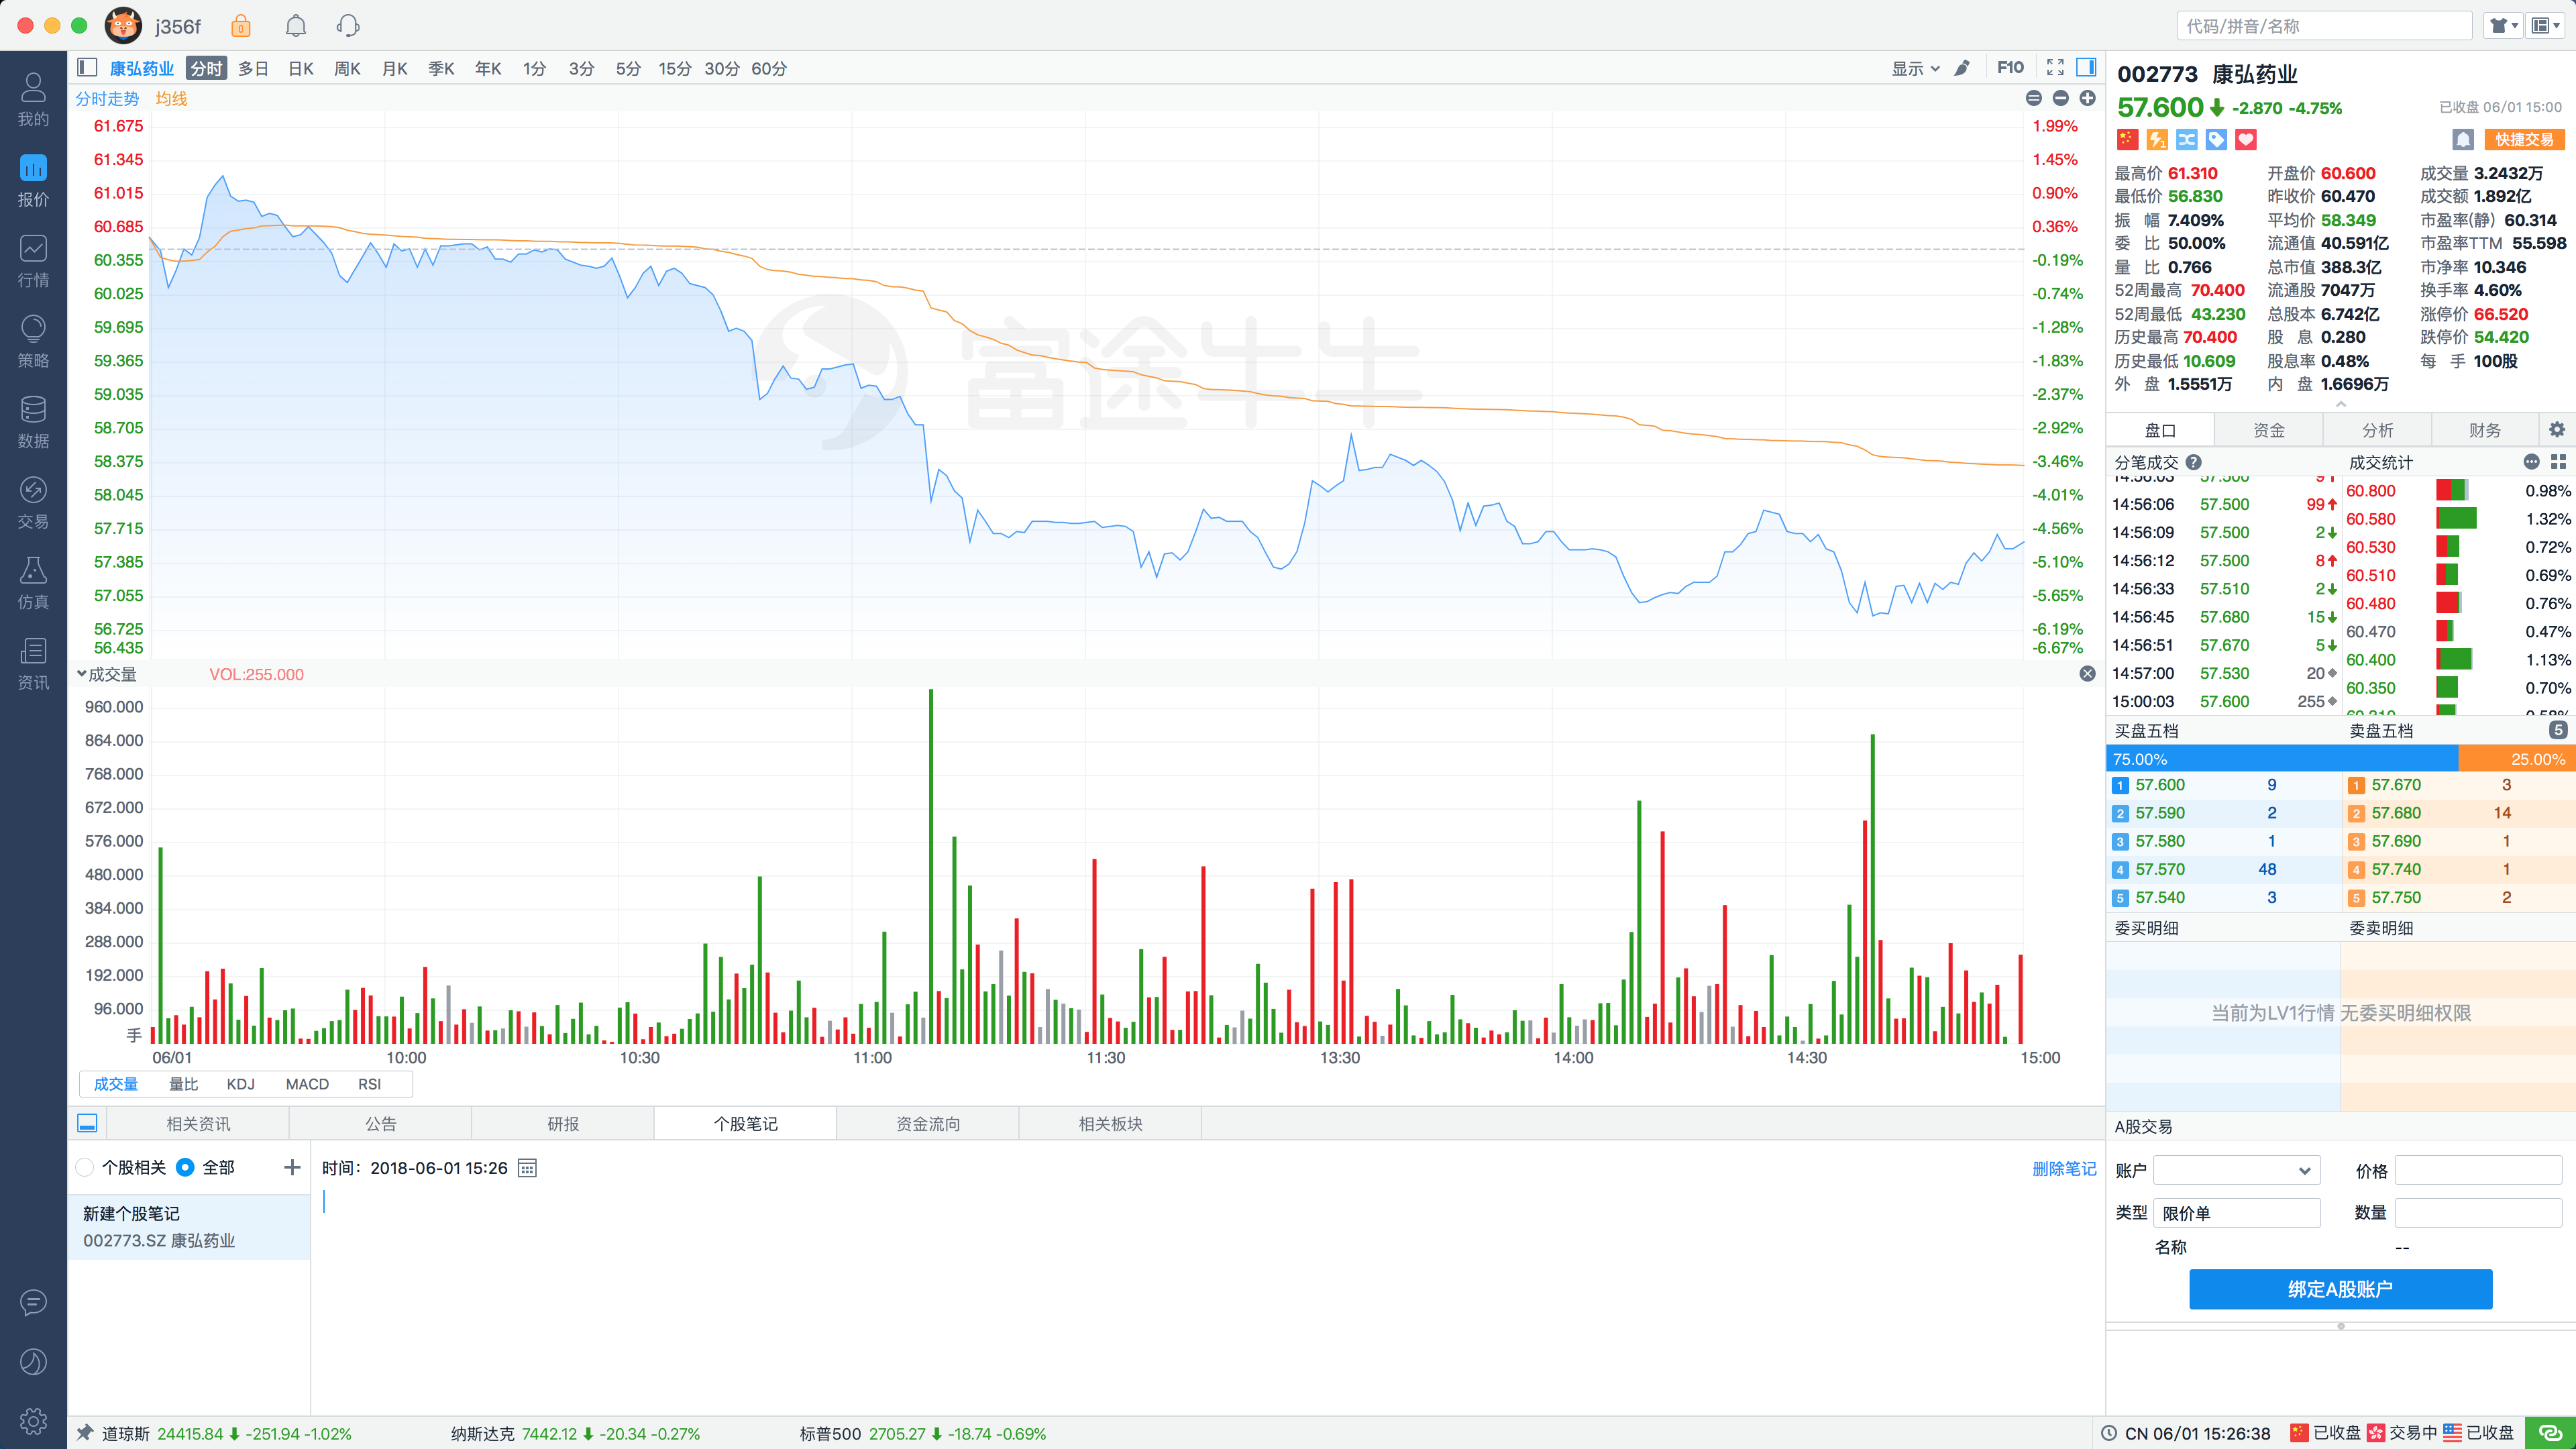 j356f
代码/拼音/名称
我的
报价
行情
策略
数据
交易
仿真
资讯
康弘药业 分时 多日 日K 周K 月K 季K 年K 1分 3分 5分 15分 30分 60分 显示 F10
分时走势 均线
61.675 1.99%
61.345 1.45%
61.015 0.90%
60.685 0.36%
60.355 -0.19%
60.025 -0.74%
59.695 -1.28%
59.365 -1.83%
59.035 -2.37%
58.705 -2.92%
58.375 -3.46%
58.045 -4.01%
57.715 -4.56%
57.385 -5.10%
57.055 -5.65%
56.725 -6.19%
56.435 -6.67%
富途牛牛
成交量 VOL:255.000
960.000
864.000
768.000
672.000
576.000
480.000
384.000
288.000
192.000
96.000
手
06/01 10:00 10:30 11:00 11:30 13:30 14:00 14:30 15:00
成交量 量比 KDJ MACD RSI
相关资讯 公告 研报 个股笔记 资金流向 相关板块
个股相关 全部
新建个股笔记
002773.SZ 康弘药业
时间： 2018-06-01 15:26 删除笔记
002773 康弘药业
57.600 -2.870 -4.75% 已收盘 06/01 15:00
快捷交易
最高价 61.310 开盘价 60.600 成交量 3.2432万
最低价 56.830 昨收价 60.470 成交额 1.892亿
振 幅 7.409% 平均价 58.349 市盈率(静) 60.314
委 比 50.00% 流通值 40.591亿 市盈率TTM 55.598
量 比 0.766 总市值 388.3亿 市净率 10.346
52周最高 70.400 流通股 7047万 换手率 4.60%
52周最低 43.230 总股本 6.742亿 涨停价 66.520
历史最高 70.400 股 息 0.280 跌停价 54.420
历史最低 10.609 股息率 0.48% 每 手 100股
外 盘 1.5551万 内 盘 1.6696万
盘口 资金 分析 财务
分笔成交 成交统计
14:56:06 57.500 99
14:56:09 57.500 2
14:56:12 57.500 8
14:56:33 57.510 2
14:56:45 57.680 15
14:56:51 57.670 5
14:57:00 57.530 20
15:00:03 57.600 255
60.800 0.98%
60.580 1.32%
60.530 0.72%
60.510 0.69%
60.480 0.76%
60.470 0.47%
60.400 1.13%
60.350 0.70%
买盘五档 卖盘五档 5
75.00% 25.00%
1 57.600 9 1 57.670 3
2 57.590 2 2 57.680 14
3 57.580 1 3 57.690 1
4 57.570 48 4 57.740 1
5 57.540 3 5 57.750 2
委买明细 委卖明细
当前为LV1行情 无委买明细权限
A股交易
账户 价格
类型 限价单 数量
名称 --
绑定A股账户
道琼斯 24415.84 -251.94 -1.02% 纳斯达克 7442.12 -20.34 -0.27% 标普500 2705.27 -18.74 -0.69%
CN 06/01 15:26:38 已收盘 交易中 已收盘